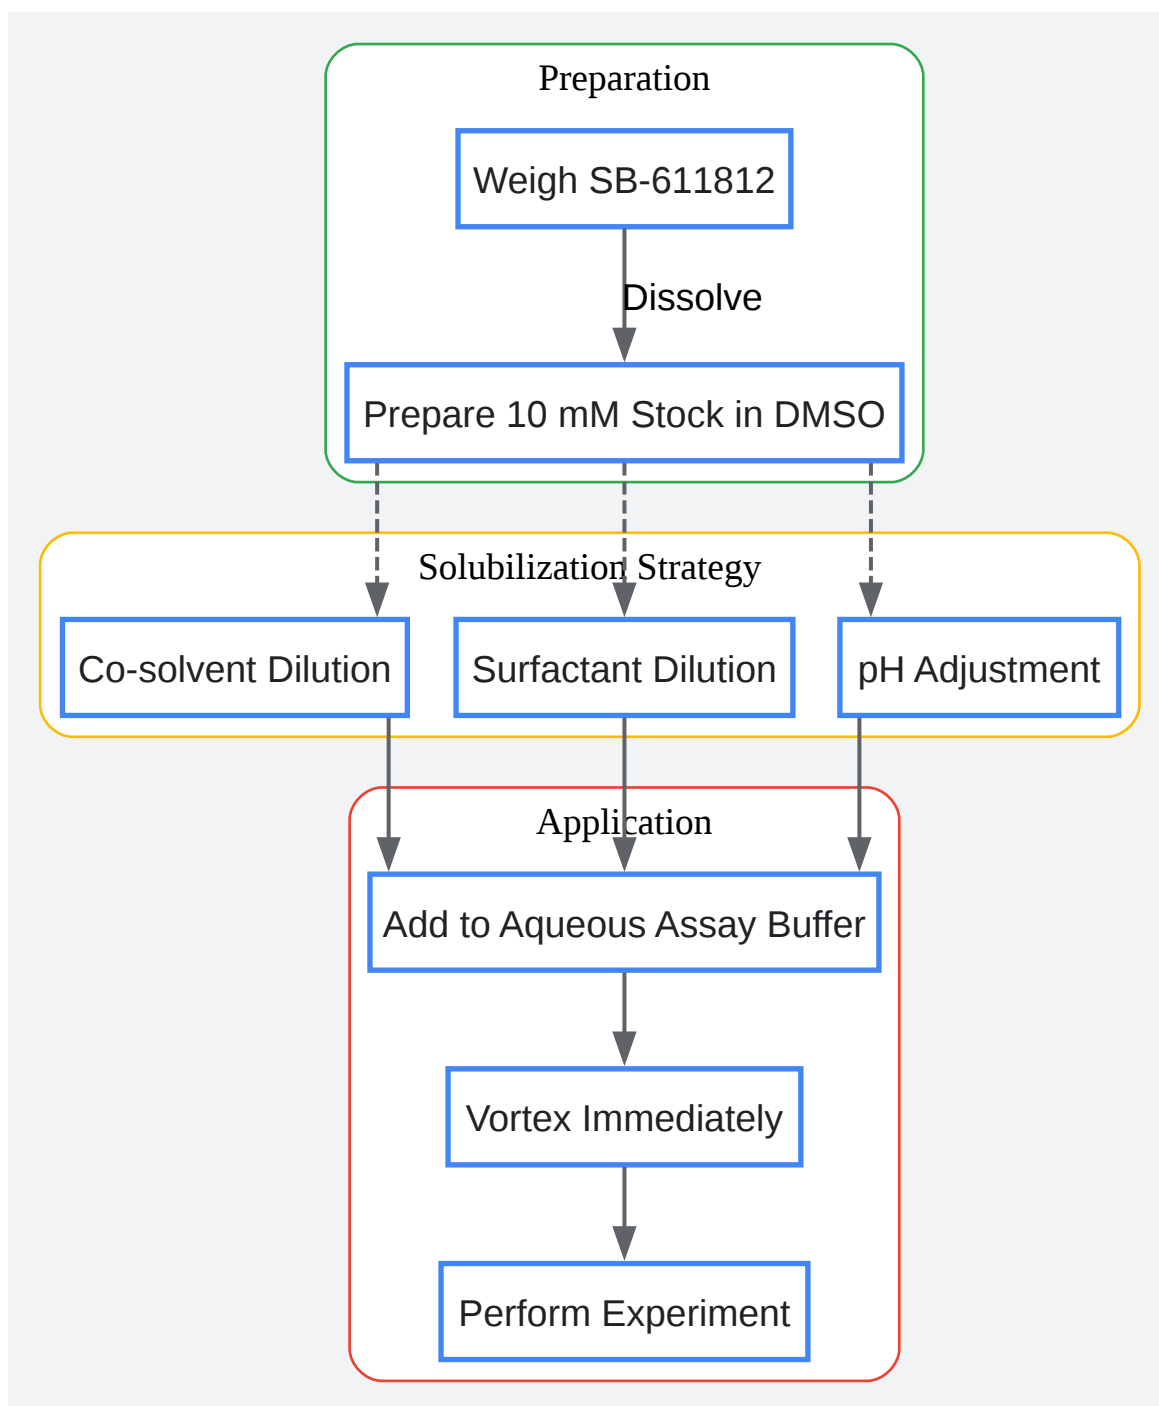 Preparation
Weigh SB-611812
Dissolve
Prepare 10 mM Stock in DMSO
Solubilization Strategy
Co-solvent Dilution
Surfactant Dilution
pH Adjustment
Application
Add to Aqueous Assay Buffer
Vortex Immediately
Perform Experiment